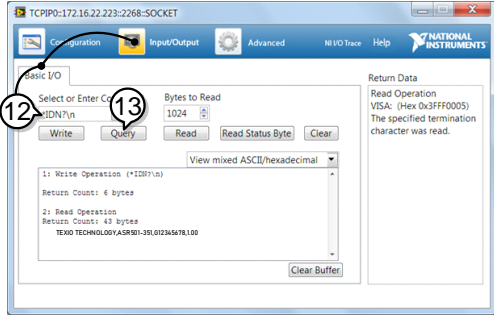 TCPIP0::172.16.22.223::2268::SOCKET
Configuration
Input/Output
Advanced
NI I/O Trace
Help
NATIONAL
INSTRUMENTS
Basic I/O
Return Data
Select or Enter Co
Bytes to Read
12
*IDN?\n
13
1024
Write
Query
Read
Read Status Byte
Clear
Read Operation
VISA: (Hex 0x3FFF0005)
The specified termination
character was read.
View mixed ASCII/hexadecimal
1: Write Operation (*IDN?\n)
Return Count: 6 bytes
2: Read Operation
Return Count: 43 bytes
TEXIO TECHNOLOGY,ASR501-351,G12345678,1.00
Clear Buffer